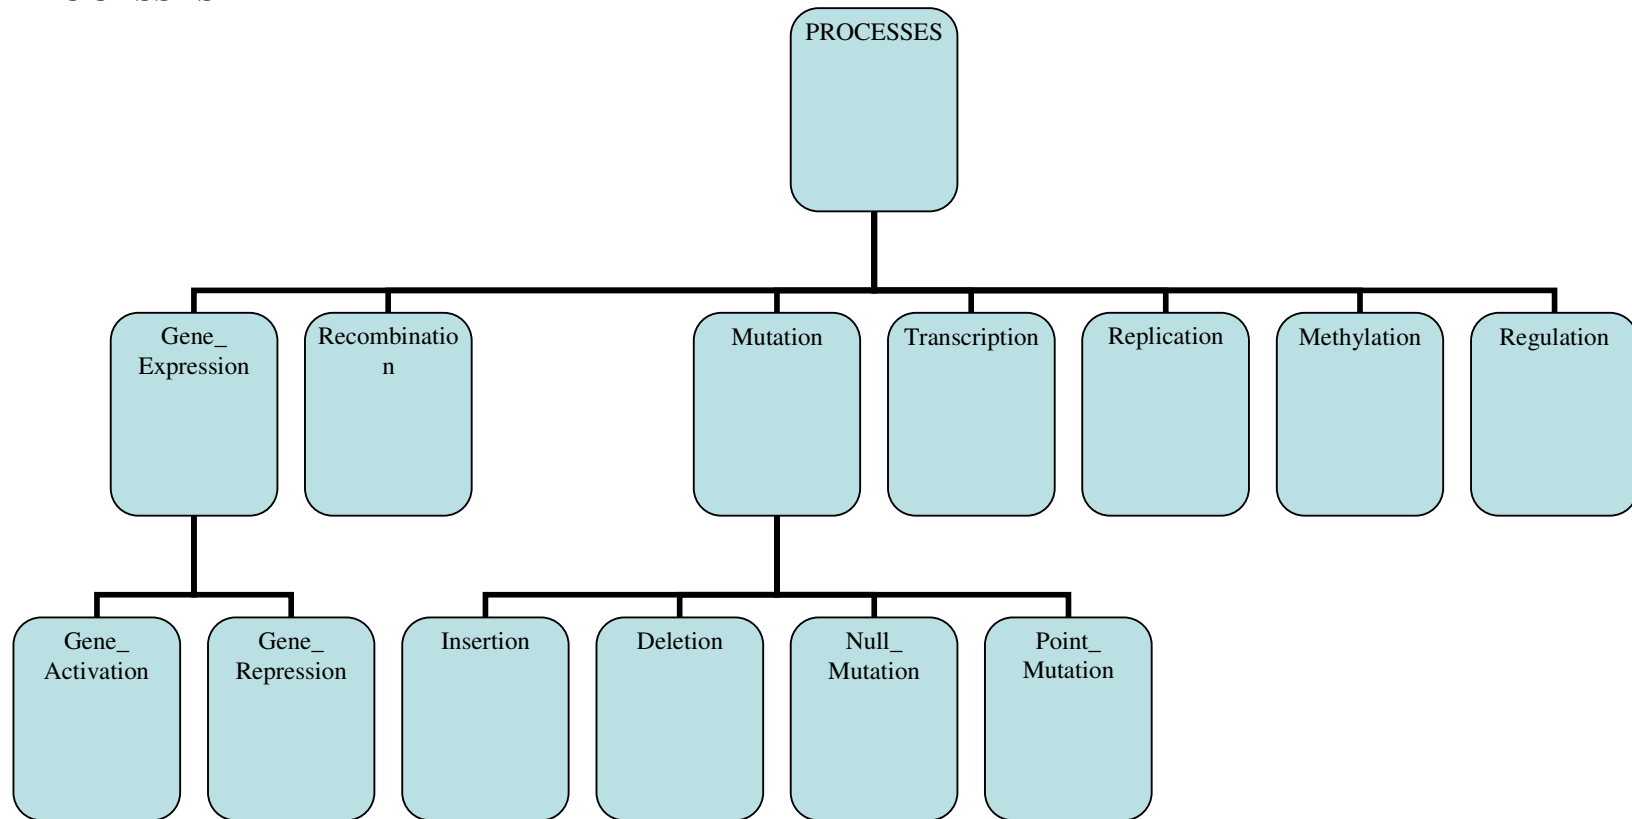 PROCESSES
Gene_
Expression
Recombinatio
n
Mutation
Transcription
Replication
Methylation
Regulation
Gene_
Activation
Gene_
Repression
Insertion
Deletion
Null_
Mutation
Point_
Mutation